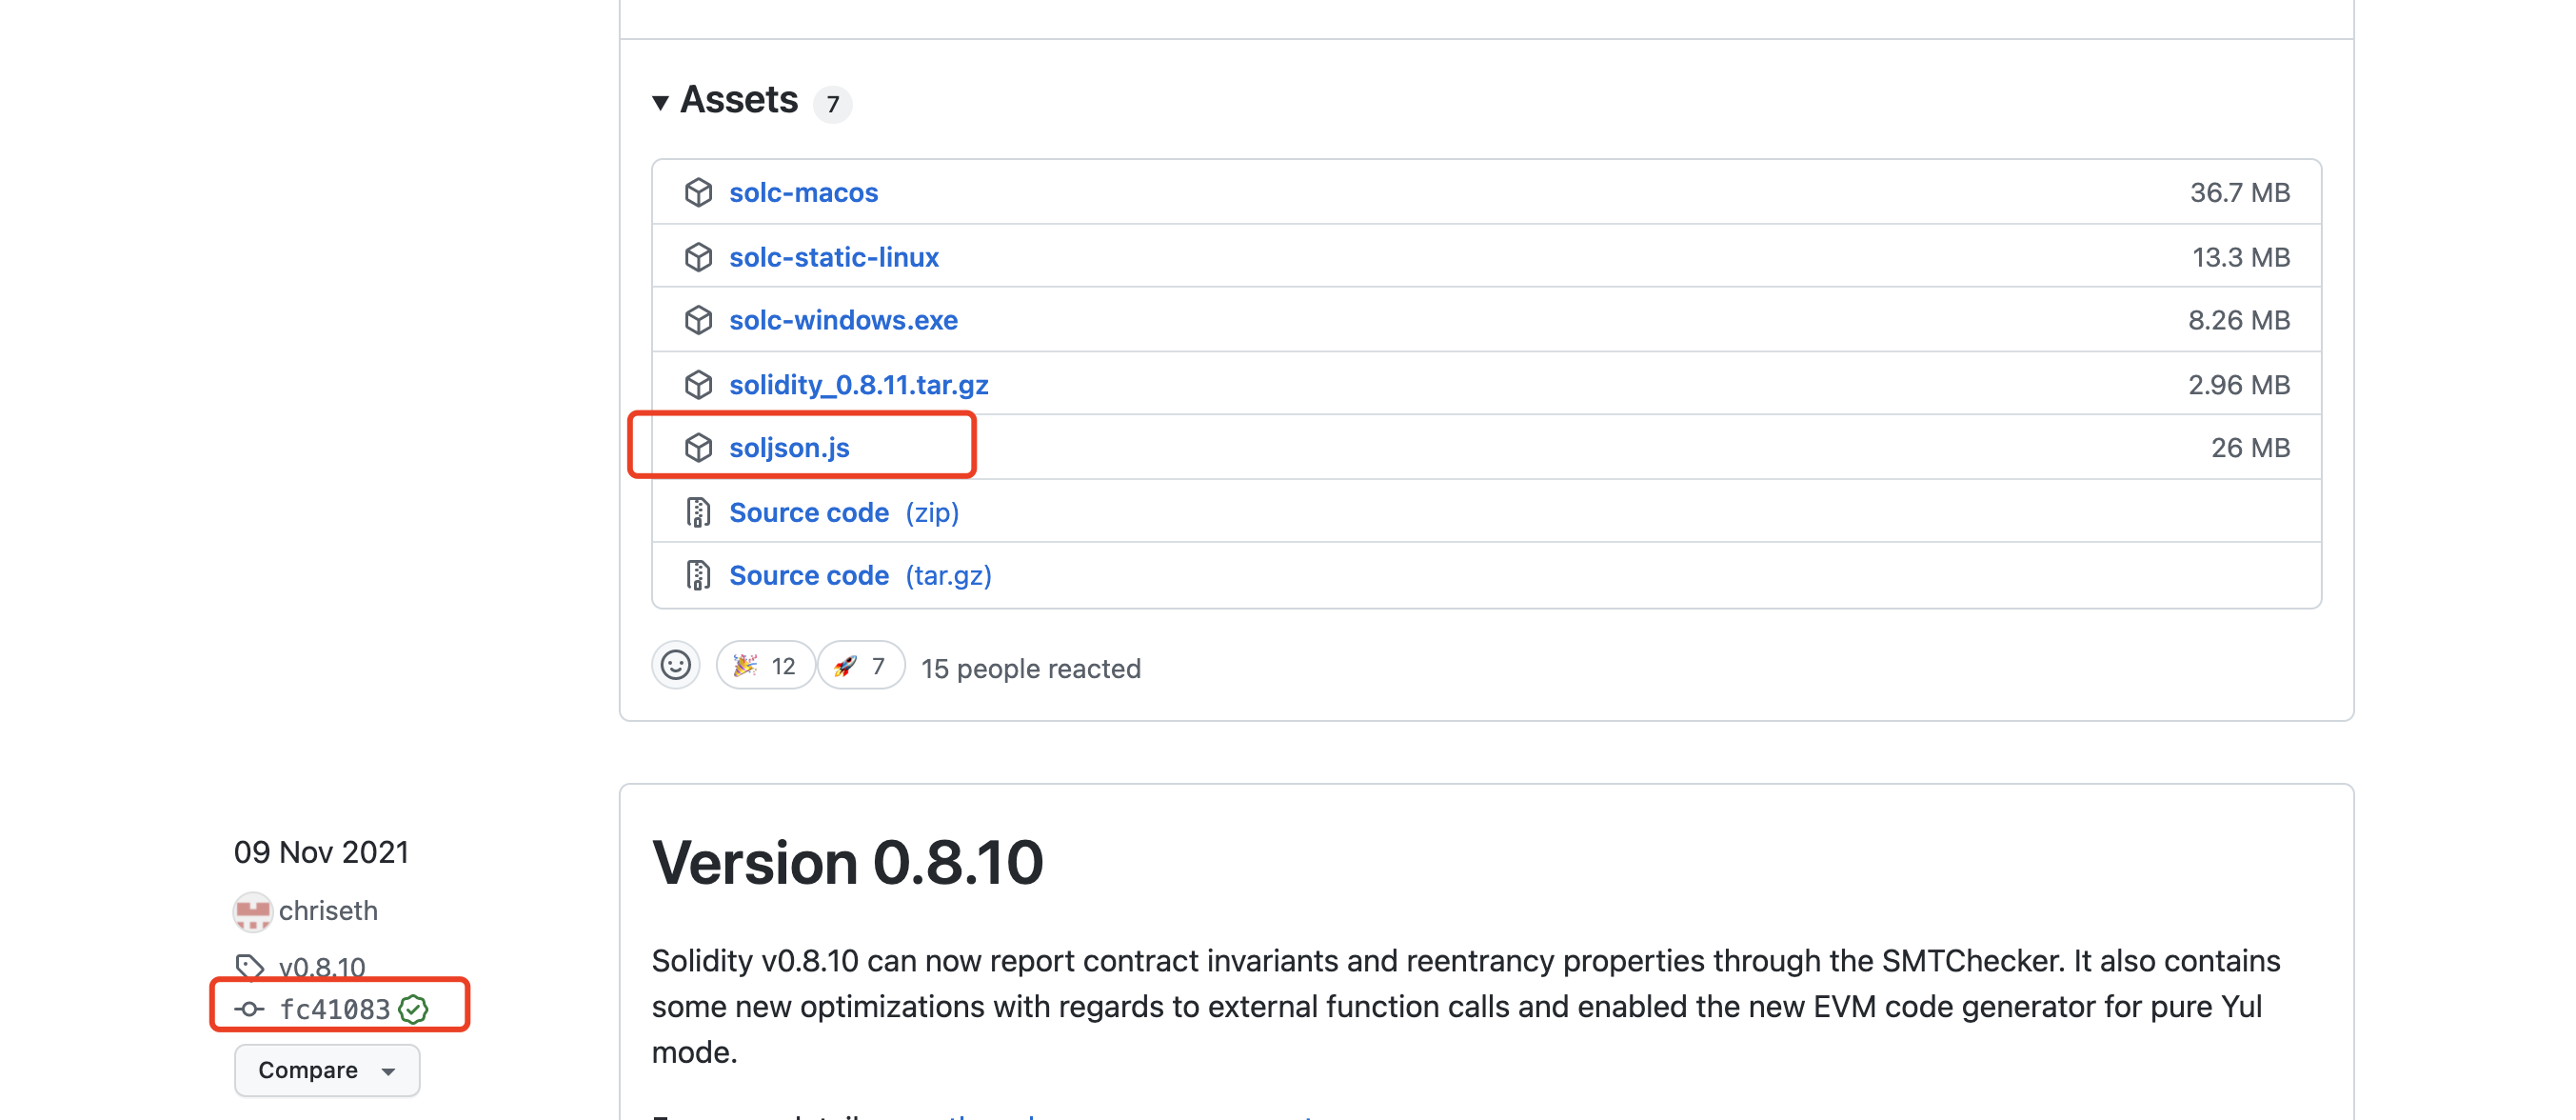 Assets 7
solc-macos 36.7 MB
solc-static-linux 13.3 MB
solc-windows.exe 8.26 MB
solidity_0.8.11.tar.gz 2.96 MB
soljson.js 26 MB
Source code (zip)
Source code (tar.gz)
12 7 15 people reacted
09 Nov 2021
chriseth
v0.8.10
fc41083
Compare
Version 0.8.10
Solidity v0.8.10 can now report contract invariants and reentrancy properties through the SMTChecker. It also contains
some new optimizations with regards to external function calls and enabled the new EVM code generator for pure Yul
mode.